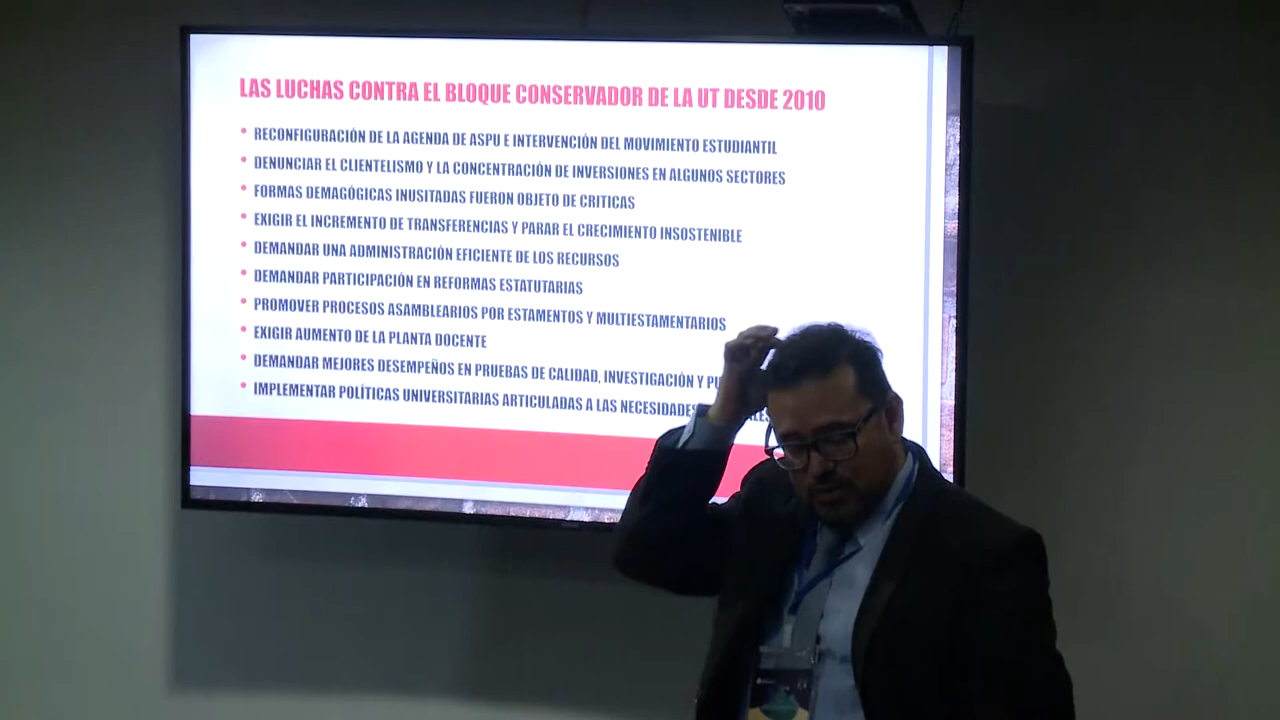 LAS LUCHAS CONTRA EL BLOQUE CONSERVADOR DE LA UT DESDE 2010
• RECONFIGURACIÓN DE LA AGENDA DE ASPU E INTERVENCIÓN DEL MOVIMIENTO ESTUDIANTIL
• DENUNCIAR EL CLIENTELISMO Y LA CONCENTRACIÓN DE INVERSIONES EN ALGUNOS SECTORES
• FORMAS DEMAGÓGICAS INUSITADAS FUERON OBJETO DE CRITICAS
• EXIGIR EL INCREMENTO DE TRANSFERENCIAS Y PARAR EL CRECIMIENTO INSOSTENIBLE
• DEMANDAR UNA ADMINISTRACIÓN EFICIENTE DE LOS RECURSOS
• DEMANDAR PARTICIPACIÓN EN REFORMAS ESTATUTARIAS
• PROMOVER PROCESOS ASAMBLEARIOS POR ESTAMENTOS Y MULTIESTAMENTARIOS
• EXIGIR AUMENTO DE LA PLANTA DOCENTE
• DEMANDAR MEJORES DESEMPEÑOS EN PRUEBAS DE CALIDAD, INVESTIGACIÓN Y
• IMPLEMENTAR POLÍTICAS UNIVERSITARIAS ARTICULADAS A LAS NECESIDADES